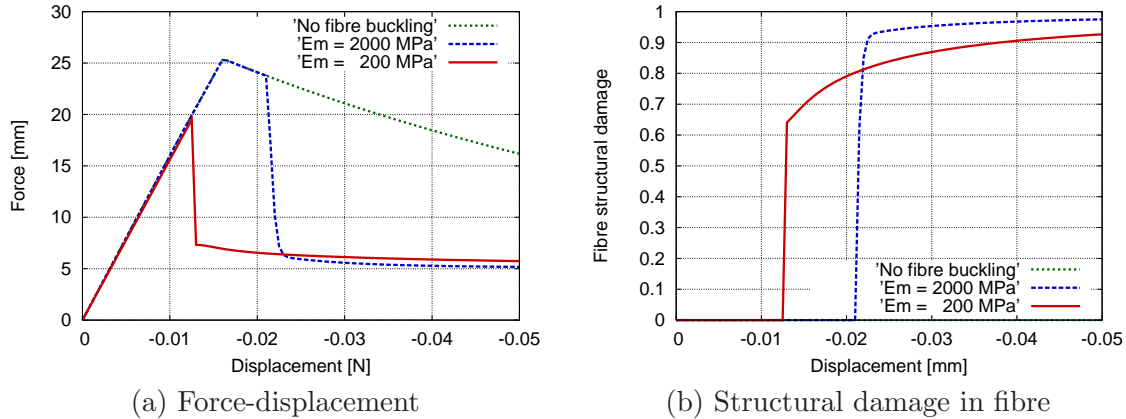 30
25
20
15
10
5
0
0
-0.01
-0.02
-0.03
-0.04
-0.05
Force [mm]
Displacement [N]
'No fibre buckling'
'Em = 2000 MPa'
'Em = 200 MPa'
(a) Force-displacement
1
0.9
0.8
0.7
0.6
0.5
0.4
0.3
0.2
0.1
0
0
-0.01
-0.02
-0.03
-0.04
-0.05
Fibre structural damage
Displacement [mm]
'No fibre buckling'
'Em = 2000 MPa'
'Em = 200 MPa'
(b) Structural damage in fibre